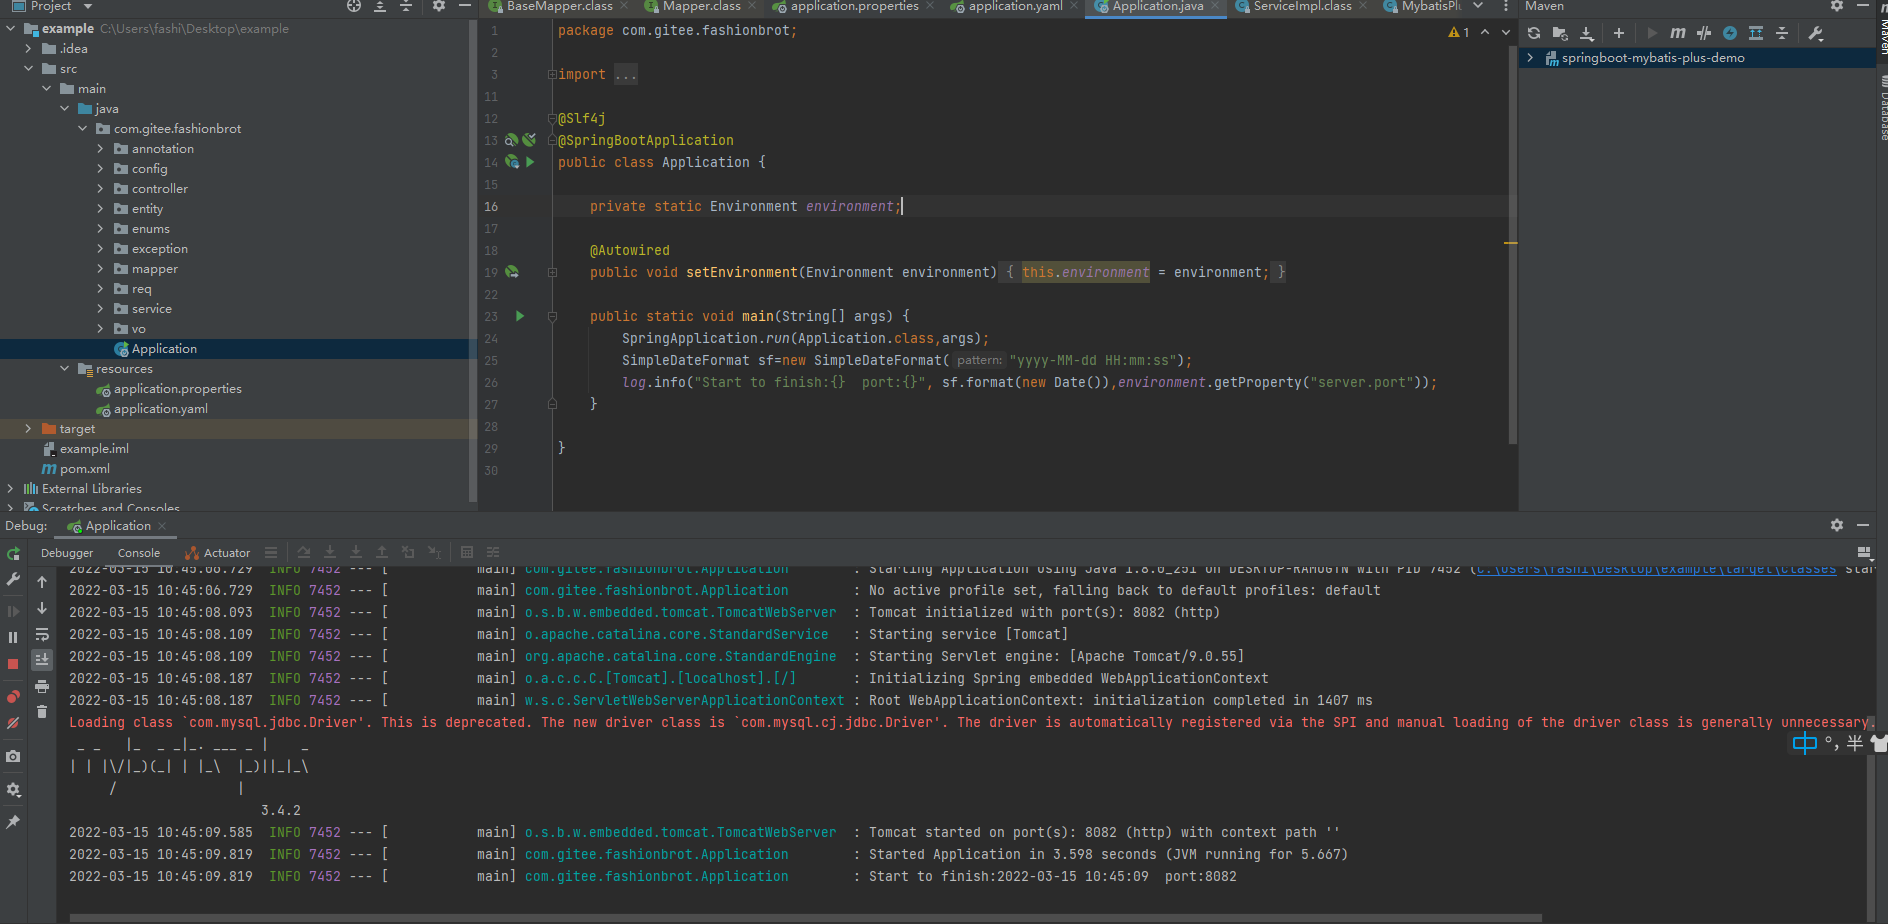 Project
example C:\Users\fashi\Desktop\example
.idea
src
main
java
com.gitee.fashionbrot
annotation
config
controller
entity
enums
exception
mapper
req
service
vo
Application
resources
application.properties
application.yaml
target
example.iml
pom.xml
External Libraries
Scratches and Consoles
BaseMapper.class
Mapper.class
application.properties
application.yaml
Application.java
ServiceImpl.class
MybatisPlu
1 package com.gitee.fashionbrot;
2
3 import ...
11
12 @Slf4j
13 @SpringBootApplication
14 public class Application {
15
16 private static Environment environment;
17
18 @Autowired
19 public void setEnvironment(Environment environment) { this.environment = environment; }
22
23 public static void main(String[] args) {
24 SpringApplication.run(Application.class,args);
25 SimpleDateFormat sf=new SimpleDateFormat( pattern: "yyyy-MM-dd HH:mm:ss");
26 log.info("Start to finish:{}  port:{}", sf.format(new Date()),environment.getProperty("server.port"));
27 }
28
29 }
30
1
Maven
springboot-mybatis-plus-demo
Maven
Database
Debug: Application
Debugger Console Actuator
2022-03-15 10:45:06.729  INFO 7452 --- [ main] com.gitee.fashionbrot.Application : Starting Application using Java 1.8.0_251 on DESKTOP-RAMUGTN with PID 7452 (C:\Users\fashi\Desktop\example\target\classes star
2022-03-15 10:45:06.729  INFO 7452 --- [ main] com.gitee.fashionbrot.Application : No active profile set, falling back to default profiles: default
2022-03-15 10:45:08.093  INFO 7452 --- [ main] o.s.b.w.embedded.tomcat.TomcatWebServer : Tomcat initialized with port(s): 8082 (http)
2022-03-15 10:45:08.109  INFO 7452 --- [ main] o.apache.catalina.core.StandardService : Starting service [Tomcat]
2022-03-15 10:45:08.109  INFO 7452 --- [ main] org.apache.catalina.core.StandardEngine : Starting Servlet engine: [Apache Tomcat/9.0.55]
2022-03-15 10:45:08.187  INFO 7452 --- [ main] o.a.c.c.C.[Tomcat].[localhost].[/] : Initializing Spring embedded WebApplicationContext
2022-03-15 10:45:08.187  INFO 7452 --- [ main] w.s.c.ServletWebServerApplicationContext : Root WebApplicationContext: initialization completed in 1407 ms
Loading class `com.mysql.jdbc.Driver'. This is deprecated. The new driver class is `com.mysql.cj.jdbc.Driver'. The driver is automatically registered via the SPI and manual loading of the driver class is generally unnecessary.
 _ _   |_  _ _|_. ___ _ |    _
| | |\/|_)(_| | |_\  |_)||_|_\
     /               |
3.4.2
2022-03-15 10:45:09.585  INFO 7452 --- [ main] o.s.b.w.embedded.tomcat.TomcatWebServer : Tomcat started on port(s): 8082 (http) with context path ''
2022-03-15 10:45:09.819  INFO 7452 --- [ main] com.gitee.fashionbrot.Application : Started Application in 3.598 seconds (JVM running for 5.667)
2022-03-15 10:45:09.819  INFO 7452 --- [ main] com.gitee.fashionbrot.Application : Start to finish:2022-03-15 10:45:09  port:8082
中 °, 半